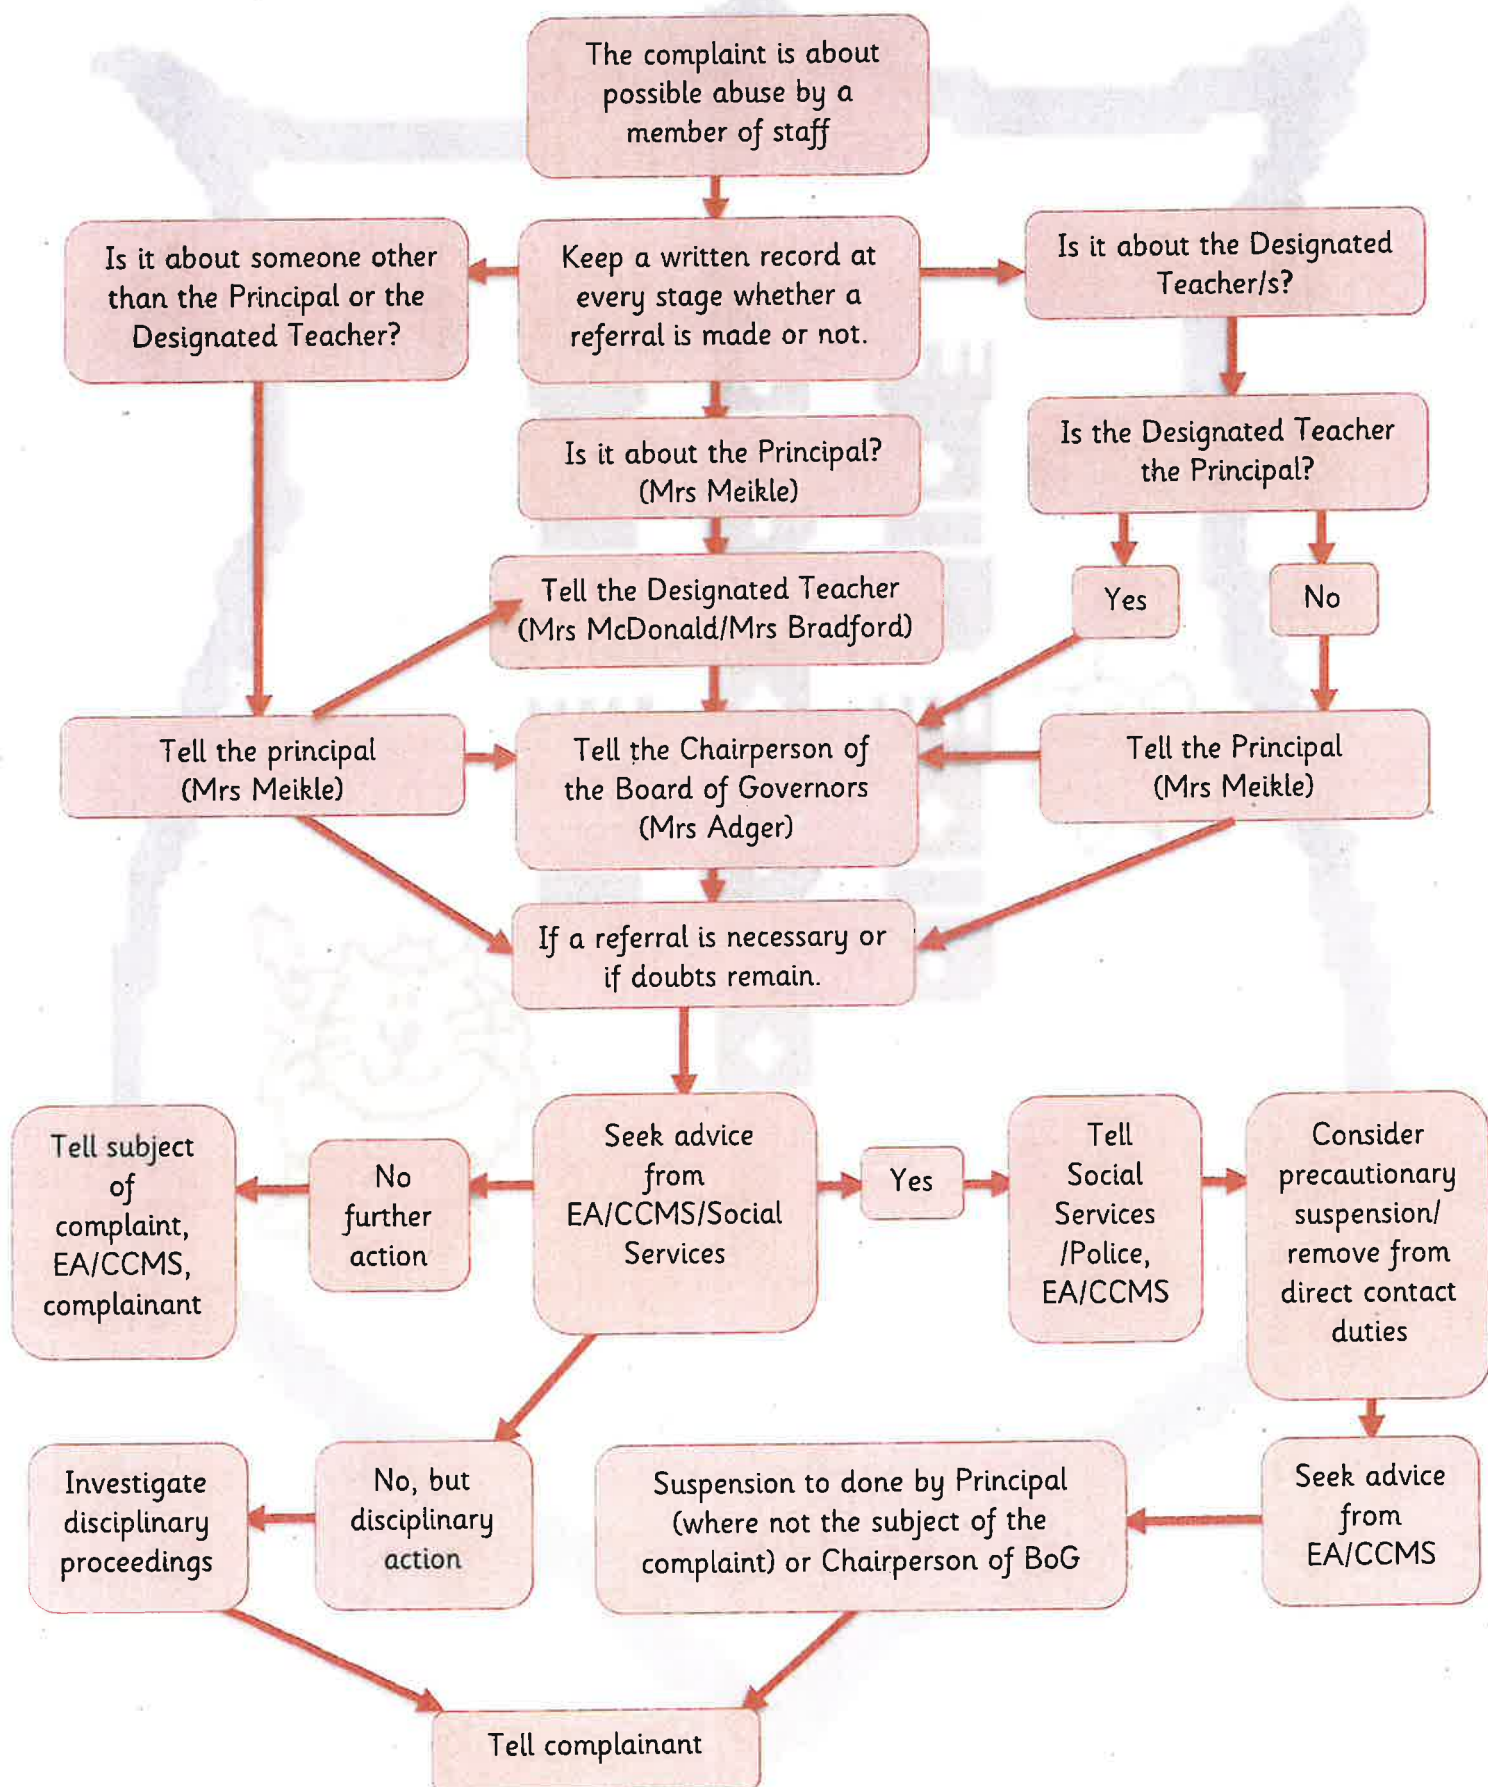 The complaint is about
possible abuse by a
member of staff
Is it about someone other
than the Principal or the
Designated Teacher?
Keep a written record at
every stage whether a
referral is made or not.
Is it about the Designated
Teacher/s?
Is it about the Principal?
(Mrs Meikle)
Is the Designated Teacher
the Principal?
Tell the Designated Teacher
(Mrs McDonald/Mrs Bradford)
Yes
No
Tell the principal
(Mrs Meikle)
Tell the Chairperson of
the Board of Governors
(Mrs Adger)
Tell the Principal
(Mrs Meikle)
If a referral is necessary or
if doubts remain.
Tell subject
of
complaint,
EA/CCMS,
complainant
No
further
action
Seek advice
from
EA/CCMS/Social
Services
Yes
Tell
Social
Services
/Police,
EA/CCMS
Consider
precautionary
suspension/
remove from
direct contact
duties
Investigate
disciplinary
proceedings
No, but
disciplinary
action
Suspension to done by Principal
(where not the subject of the
complaint) or Chairperson of BoG
Seek advice
from
EA/CCMS
Tell complainant